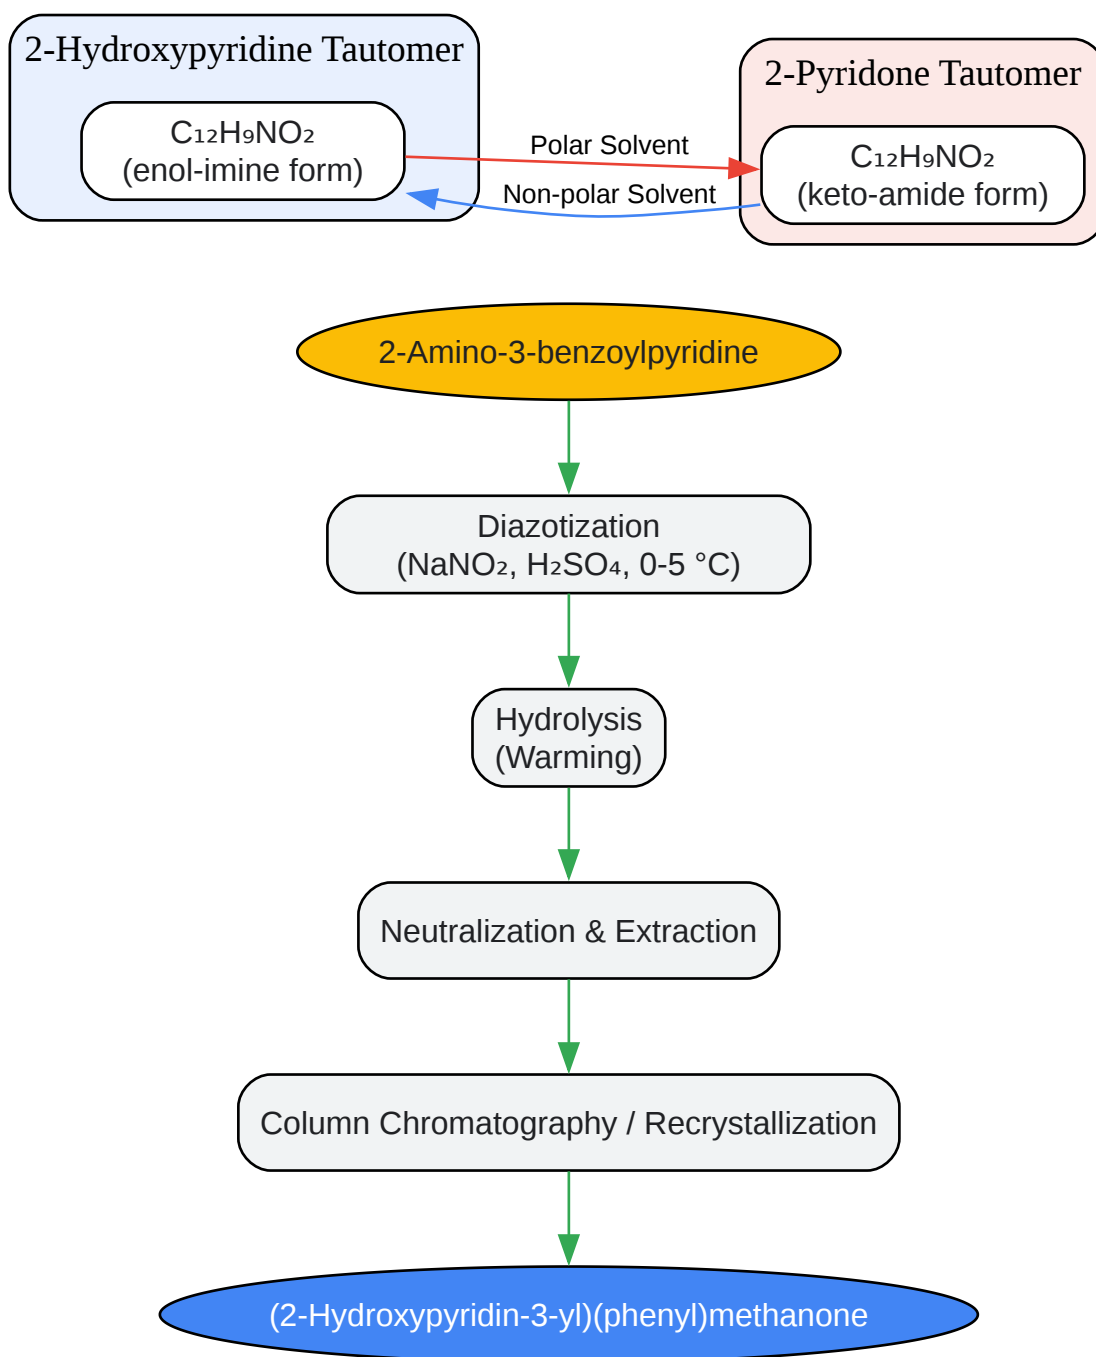 2-Hydroxypyridine Tautomer
C₁₂H₉NO₂
(enol-imine form)
Polar Solvent
Non-polar Solvent
2-Pyridone Tautomer
C₁₂H₉NO₂
(keto-amide form)
2-Amino-3-benzoylpyridine
Diazotization
(NaNO₂, H₂SO₄, 0-5 °C)
Hydrolysis
(Warming)
Neutralization & Extraction
Column Chromatography / Recrystallization
(2-Hydroxypyridin-3-yl)(phenyl)methanone